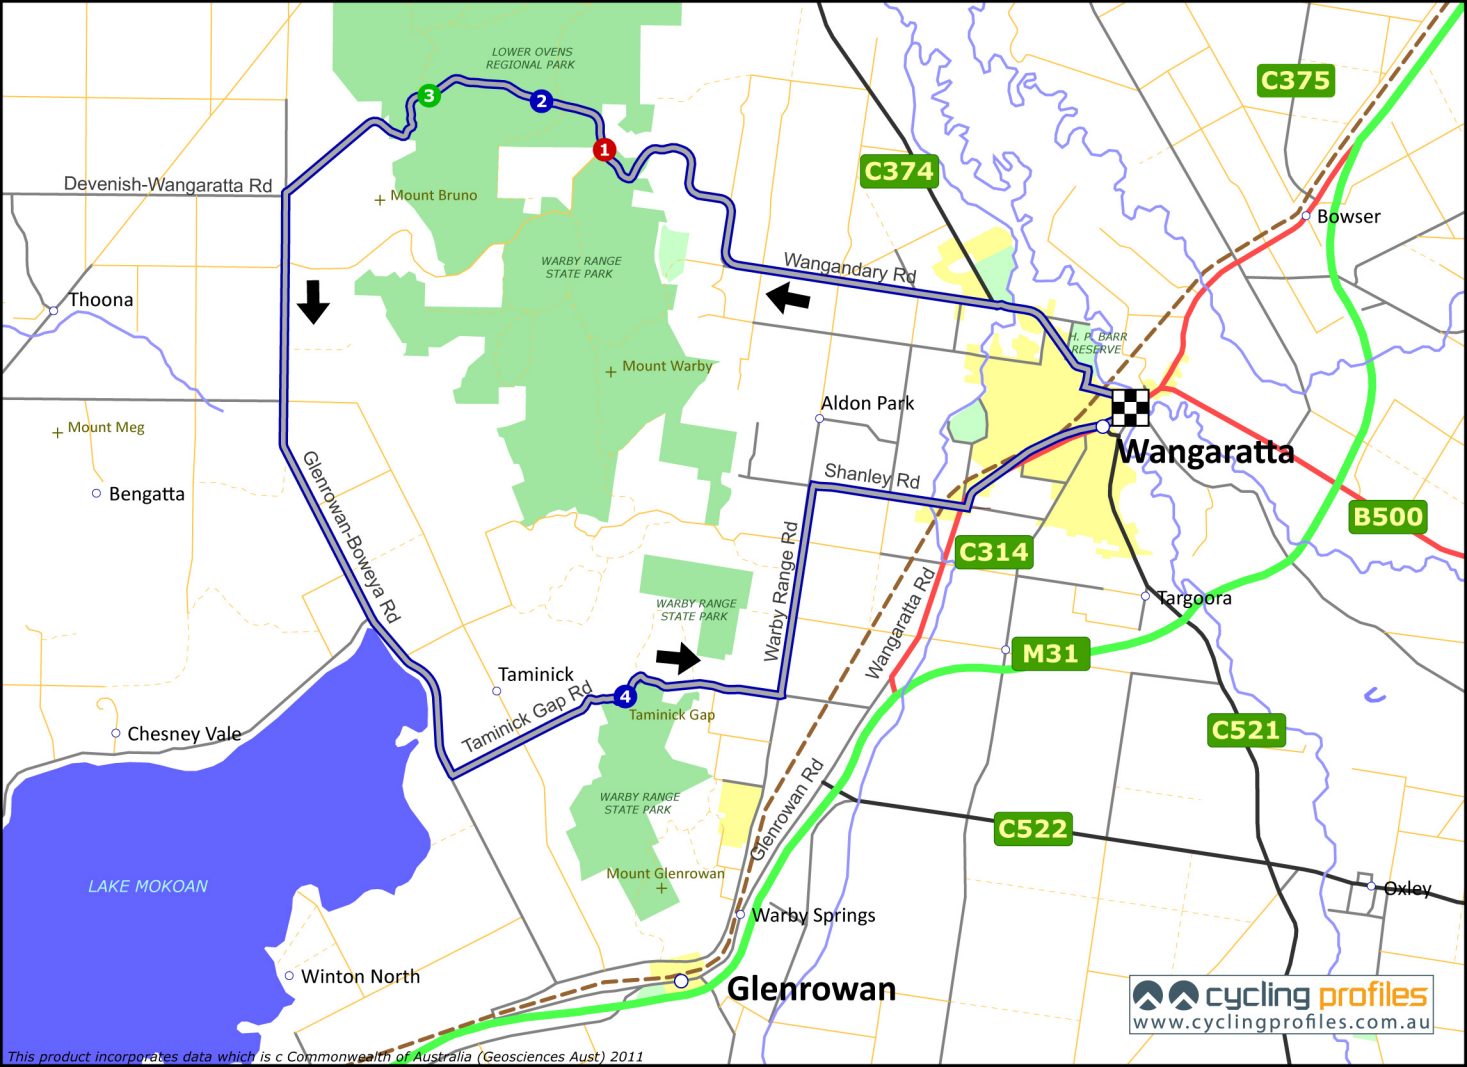 LOWER OVENS
REGIONAL PARK
C375
3
2
1
C374
Devenish-Wangaratta Rd
Mount Bruno
Bowser
WARBY RANGE
STATE PARK
Wangandary Rd
Thoona
H. P. BARR
RESERVE
Mount Warby
Aldon Park
Mount Meg
Wangaratta
Shanley Rd
Bengatta
B500
Glenrowan-Boweya Rd
C314
Warby Range Rd
Wangaratta Rd
WARBY RANGE
STATE PARK
Targoora
M31
Taminick
4
Taminick Gap Rd
Taminick Gap
Chesney Vale
C521
WARBY RANGE
STATE PARK
Glenrowan Rd
C522
Mount Glenrowan
LAKE MOKOAN
Oxley
Warby Springs
Winton North
Glenrowan
cycling profiles
www.cyclingprofiles.com.au
This product incorporates data which is c Commonwealth of Australia (Geosciences Aust) 2011